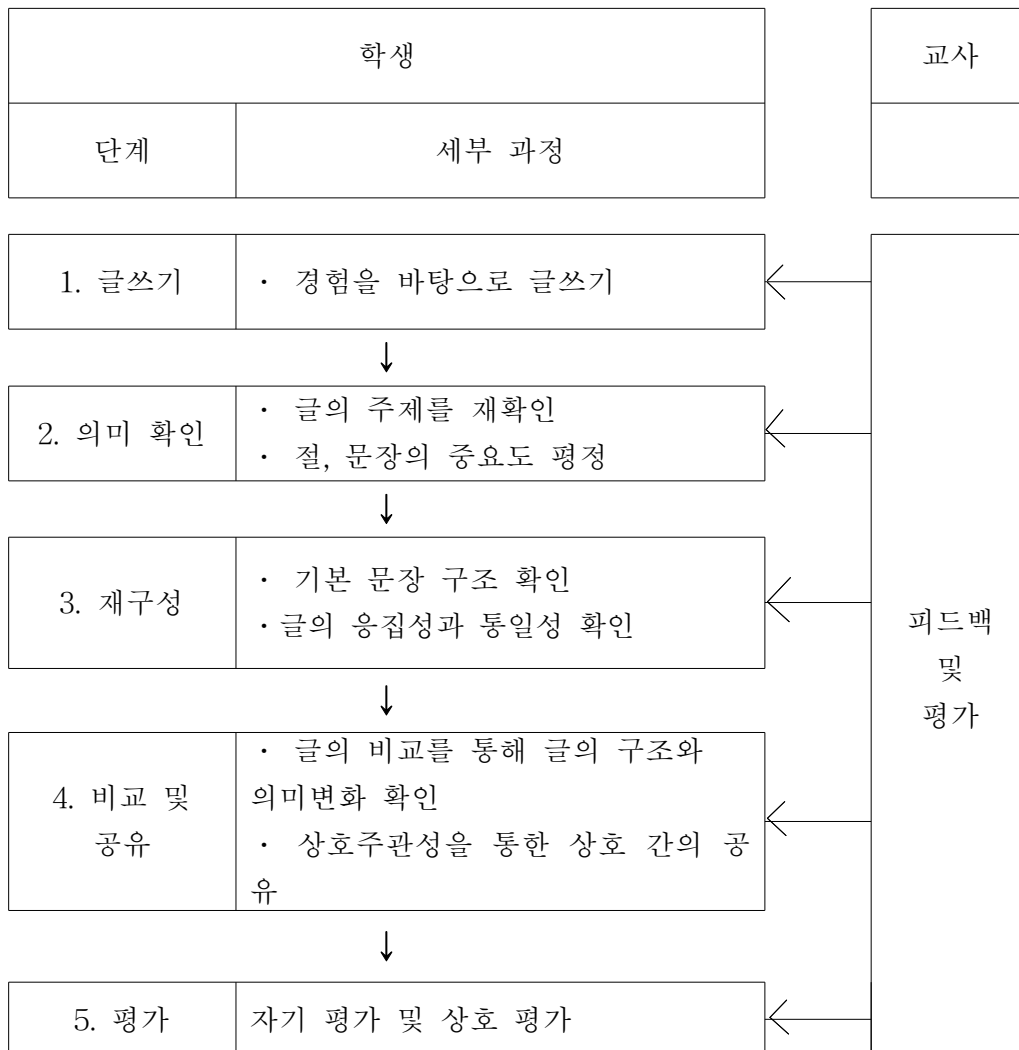 학생
교사
단계
세부 과정
1. 글쓰기
· 경험을 바탕으로 글쓰기
2. 의미 확인
· 글의 주제를 재확인
· 절, 문장의 중요도 평정
3. 재구성
· 기본 문장 구조 확인
·글의 응집성과 통일성 확인
4. 비교 및
공유
· 글의 비교를 통해 글의 구조와
의미변화 확인
· 상호주관성을 통한 상호 간의 공
유
5. 평가
자기 평가 및 상호 평가
피드백
및
평가